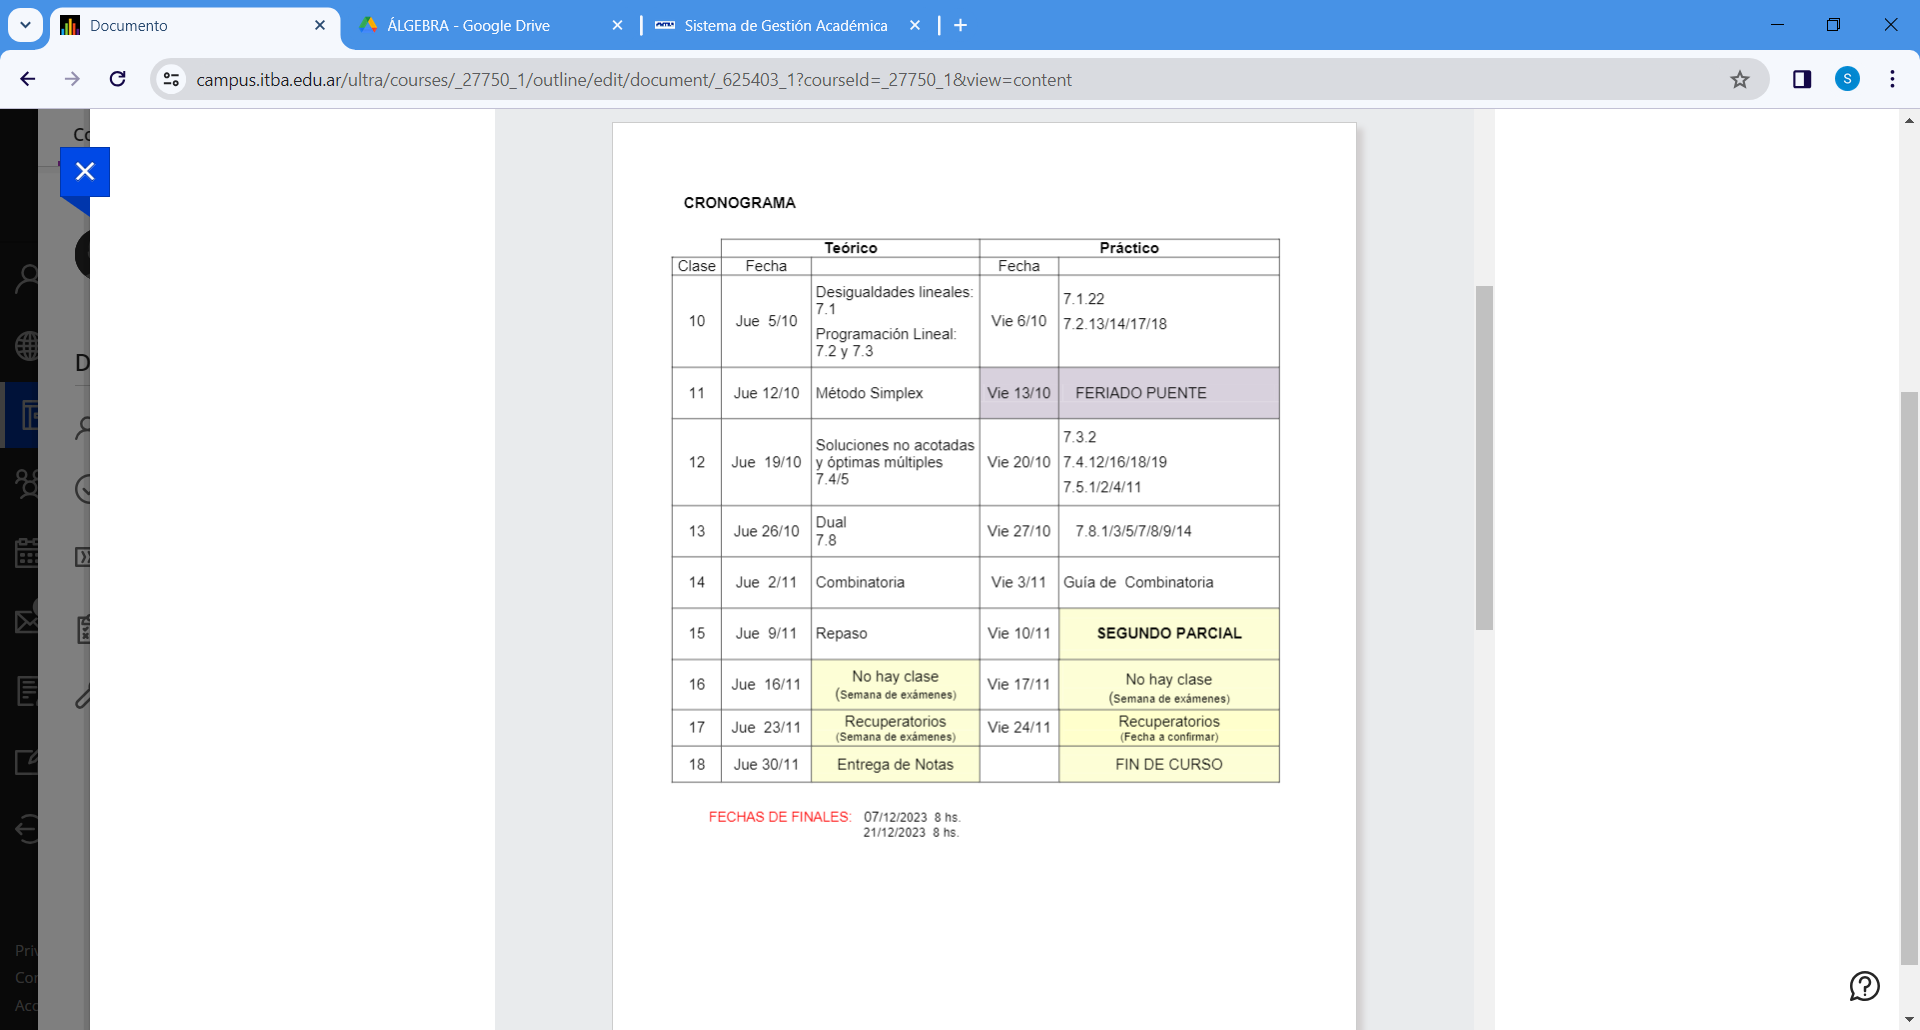 Documento
ÁLGEBRA - Google Drive
Sistema de Gestión Académica
campus.itba.edu.ar/ultra/courses/_27750_1/outline/edit/document/_625403_1?courseId=_27750_1&view=content
S
CRONOGRAMA
Teórico Práctico
Clase Fecha Fecha
10 Jue 5/10 Desigualdades lineales:
7.1
Programación Lineal:
7.2 y 7.3
Vie 6/10 7.1.22
7.2.13/14/17/18
11 Jue 12/10 Método Simplex Vie 13/10 FERIADO PUENTE
12 Jue 19/10 Soluciones no acotadas
y óptimas múltiples
7.4/5
Vie 20/10 7.3.2
7.4.12/16/18/19
7.5.1/2/4/11
13 Jue 26/10 Dual
7.8
Vie 27/10 7.8.1/3/5/7/8/9/14
14 Jue 2/11 Combinatoria Vie 3/11 Guía de Combinatoria
15 Jue 9/11 Repaso Vie 10/11 SEGUNDO PARCIAL
16 Jue 16/11 No hay clase
(Semana de exámenes)
Vie 17/11 No hay clase
(Semana de exámenes)
17 Jue 23/11 Recuperatorios
(Semana de exámenes)
Vie 24/11 Recuperatorios
(Fecha a confirmar)
18 Jue 30/11 Entrega de Notas FIN DE CURSO
FECHAS DE FINALES: 07/12/2023 8 hs.
21/12/2023 8 hs.